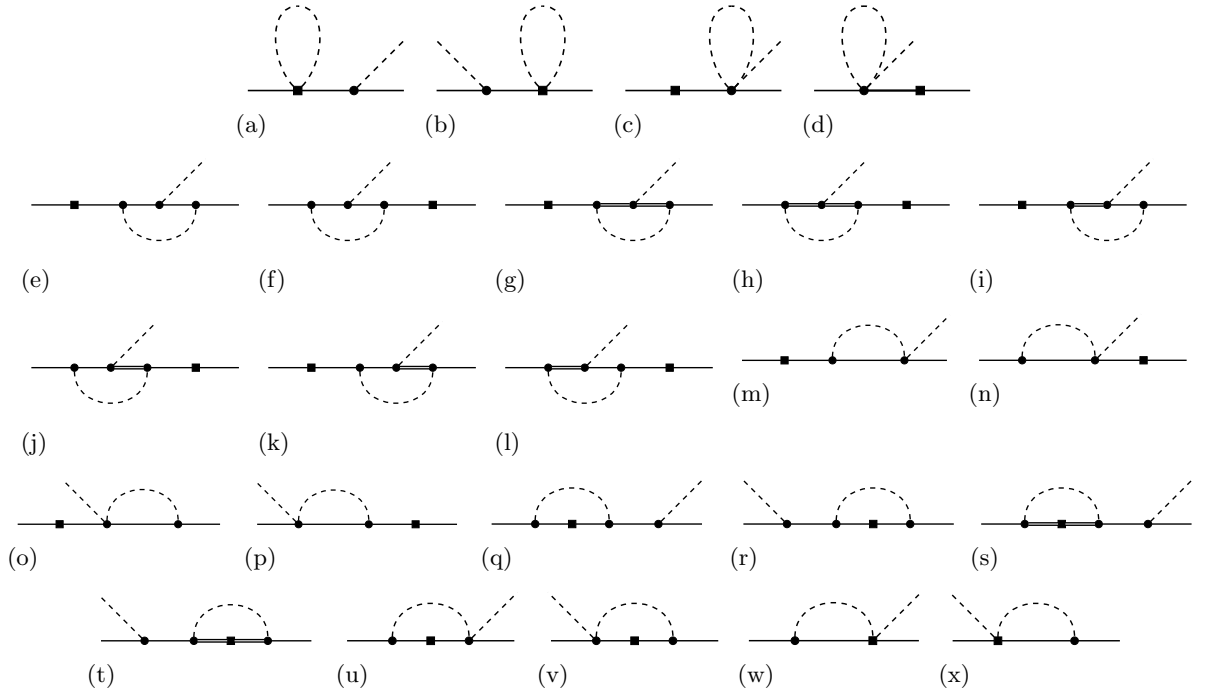 (a) (b) (c) (d)
(e) (f) (g) (h) (i)
(j) (k) (l) (m) (n)
(o) (p) (q) (r) (s)
(t) (u) (v) (w) (x)